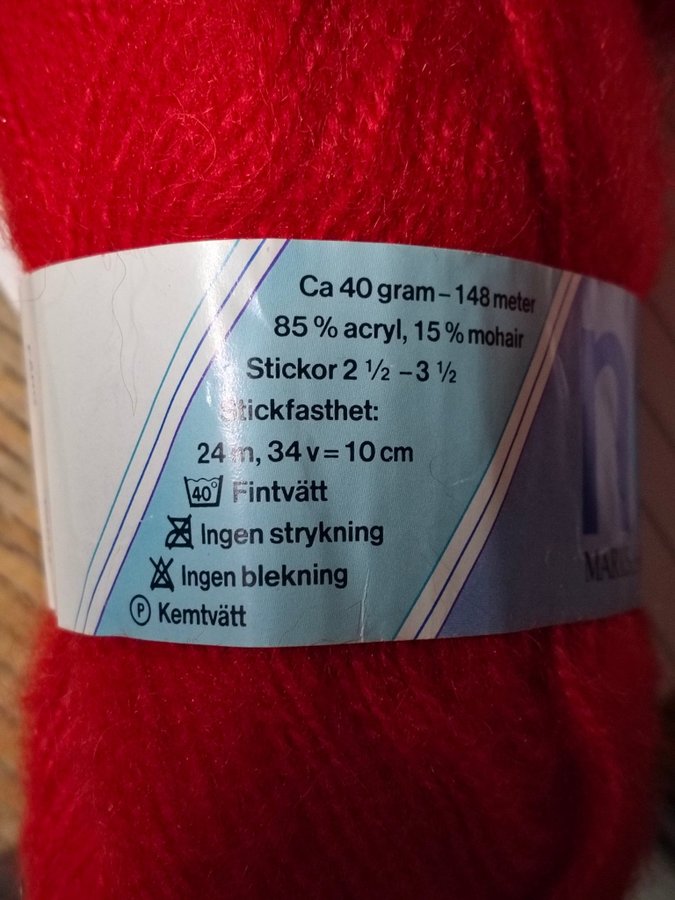 Ca 40 gram – 148 meter
85 % acryl, 15 % mohair
Stickor 2 ½ – 3 ½
Stickfasthet:
24 m, 34 v = 10 cm
40° Fintvätt
Ingen strykning
Ingen blekning
P Kemtvätt
n